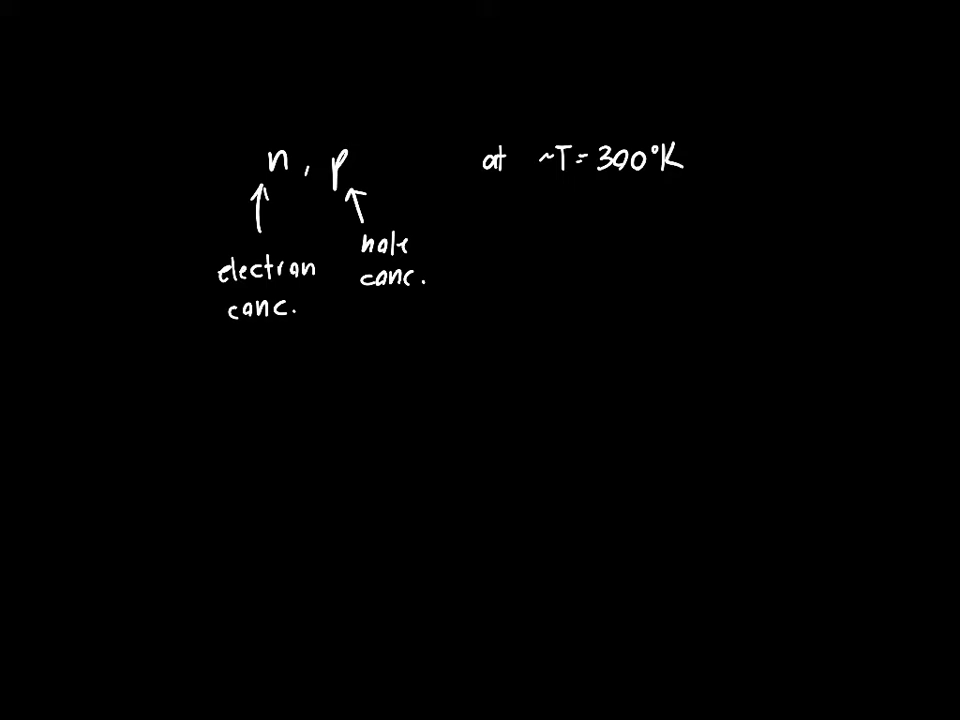 n, p at ~T = 300°K
electron conc.
hole conc.